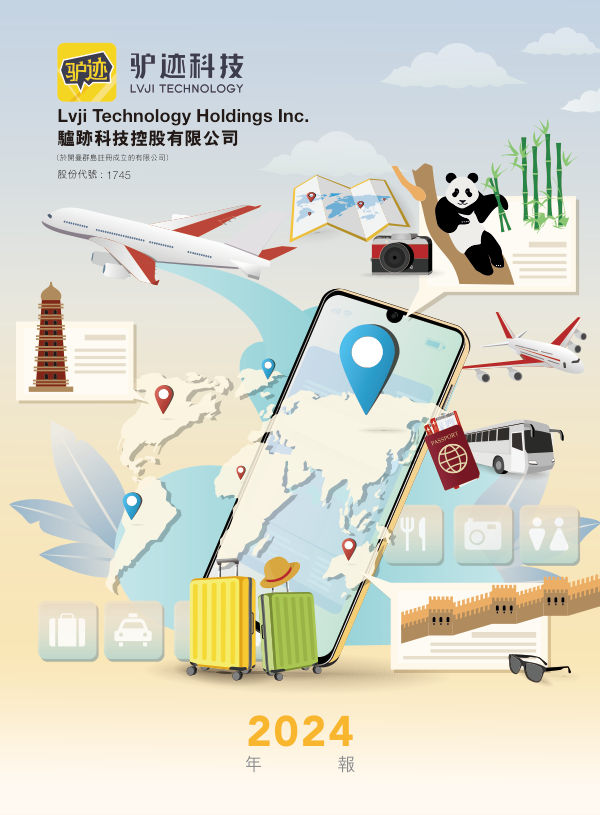 驴迹
驴迹科技
LVJI TECHNOLOGY
Lvji Technology Holdings Inc.
驢跡科技控股有限公司
(於開曼群島註冊成立的有限公司)
股份代號 : 1745
PASSPORT
2024
年 報